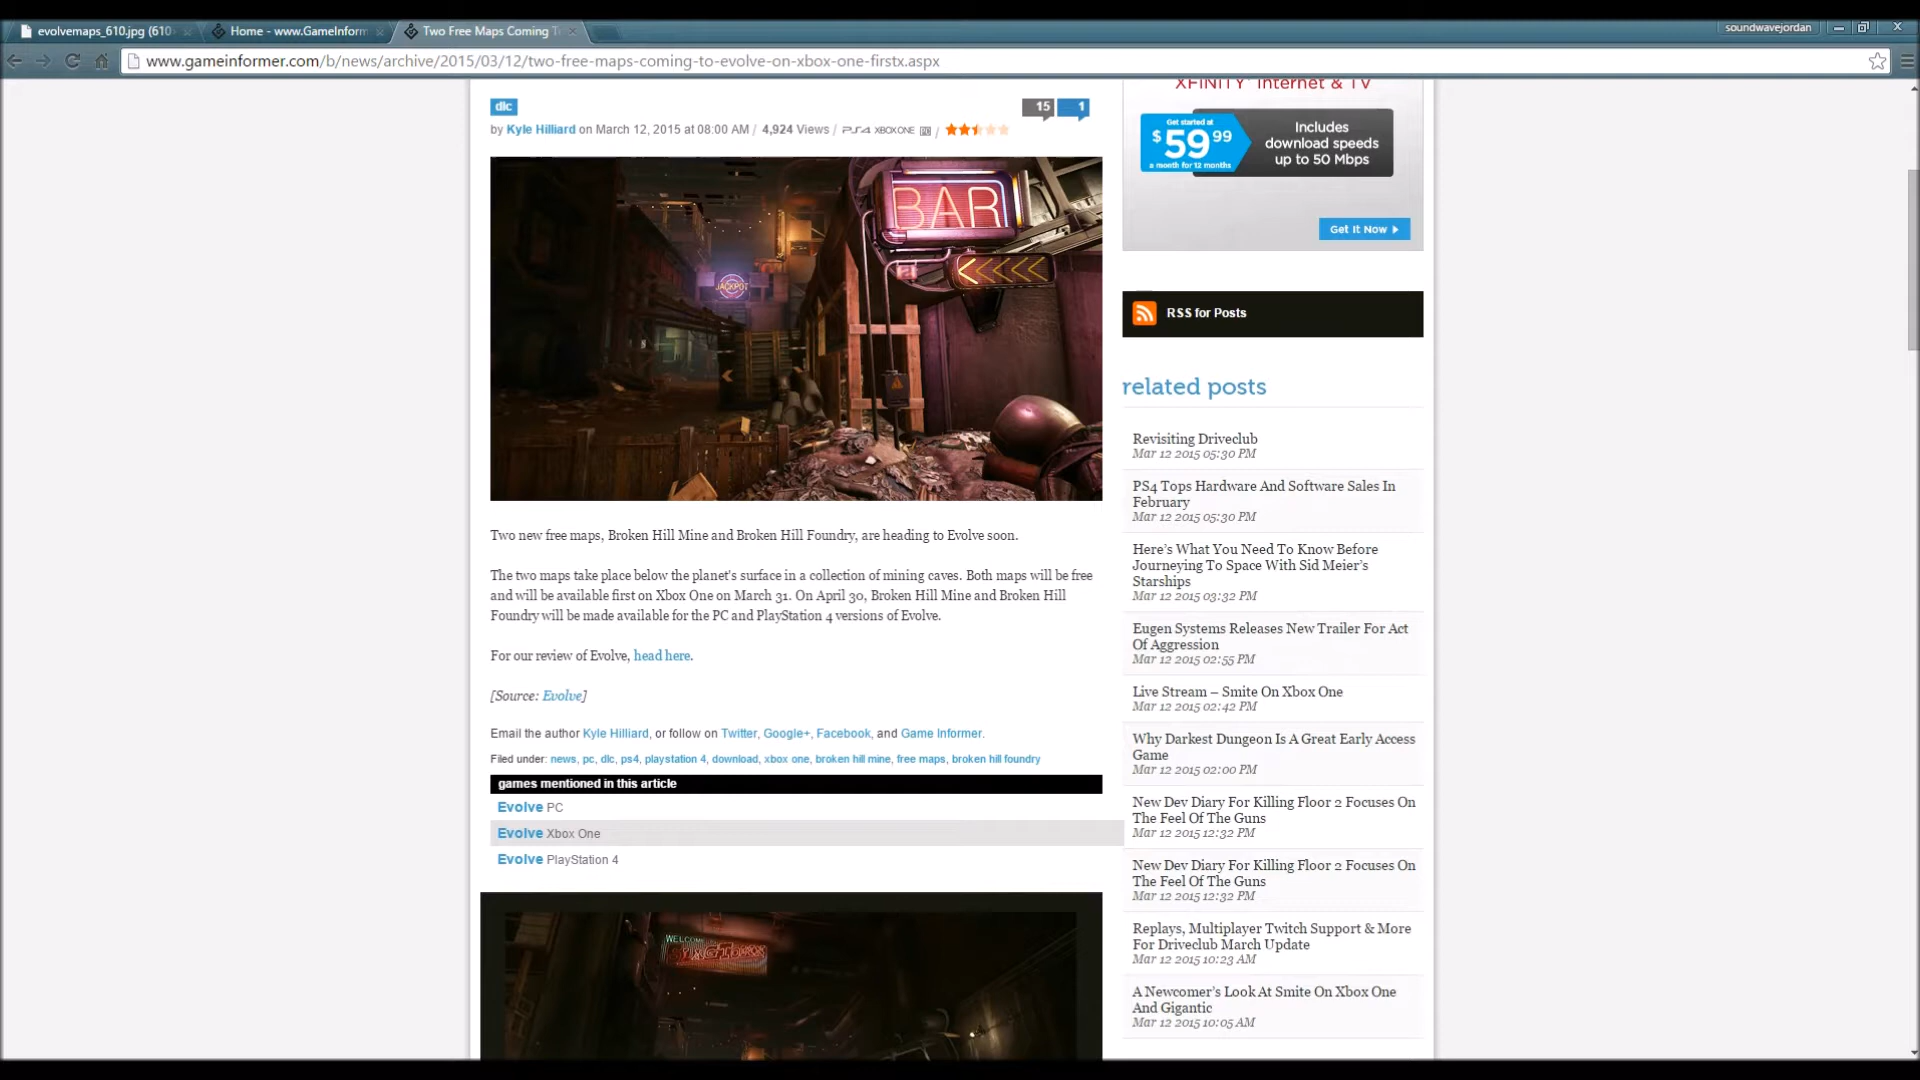 evolvemaps_610.jpg (610
Home - www.GameInform
Two Free Maps Coming T
soundwavejordan
www.gameinformer.com/b/news/archive/2015/03/12/two-free-maps-coming-to-evolve-on-xbox-one-firstx.aspx
dlc
15
1
by Kyle Hilliard on March 12, 2015 at 08:00 AM / 4,924 Views / PS4 XBOXONE /
BAR
JACKPOT
Two new free maps, Broken Hill Mine and Broken Hill Foundry, are heading to Evolve soon.
The two maps take place below the planet's surface in a collection of mining caves. Both maps will be free
and will be available first on Xbox One on March 31. On April 30, Broken Hill Mine and Broken Hill
Foundry will be made available for the PC and PlayStation 4 versions of Evolve.
For our review of Evolve, head here.
[Source: Evolve]
Email the author Kyle Hilliard, or follow on Twitter, Google+, Facebook, and Game Informer.
Filed under: news, pc, dlc, ps4, playstation 4, download, xbox one, broken hill mine, free maps, broken hill foundry
games mentioned in this article
Evolve PC
Evolve Xbox One
Evolve PlayStation 4
WELCOME
XFINITY® Internet & TV
Get started at
$59 99
a month for 12 months
Includes
download speeds
up to 50 Mbps
Get It Now
RSS for Posts
related posts
Revisiting Driveclub
Mar 12 2015 05:30 PM
PS4 Tops Hardware And Software Sales In
February
Mar 12 2015 05:30 PM
Here's What You Need To Know Before
Journeying To Space With Sid Meier's
Starships
Mar 12 2015 03:32 PM
Eugen Systems Releases New Trailer For Act
Of Aggression
Mar 12 2015 02:55 PM
Live Stream – Smite On Xbox One
Mar 12 2015 02:42 PM
Why Darkest Dungeon Is A Great Early Access
Game
Mar 12 2015 02:00 PM
New Dev Diary For Killing Floor 2 Focuses On
The Feel Of The Guns
Mar 12 2015 12:32 PM
New Dev Diary For Killing Floor 2 Focuses On
The Feel Of The Guns
Mar 12 2015 12:32 PM
Replays, Multiplayer Twitch Support & More
For Driveclub March Update
Mar 12 2015 10:23 AM
A Newcomer's Look At Smite On Xbox One
And Gigantic
Mar 12 2015 10:05 AM